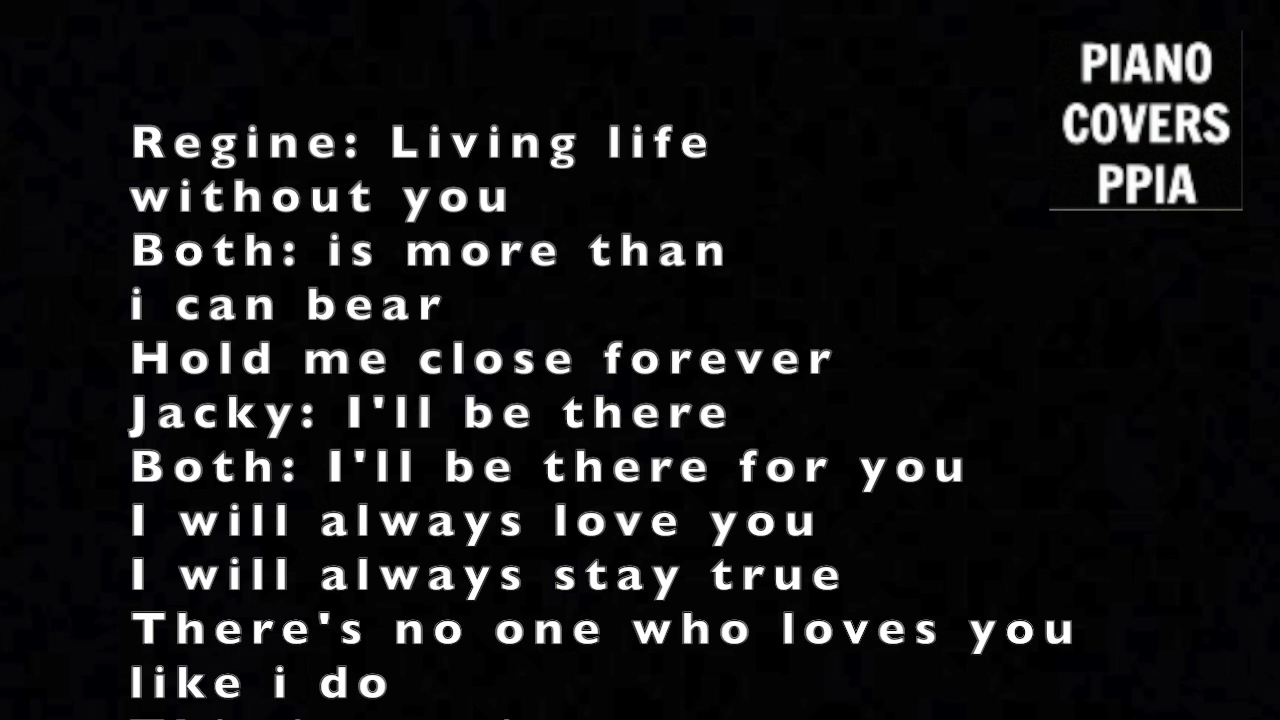 PIANO
COVERS
PPIA
Regine: Living life
without you
Both: is more than
i can bear
Hold me close forever
Jacky: I'll be there
Both: I'll be there for you
I will always love you
I will always stay true
There's no one who loves you
like i do